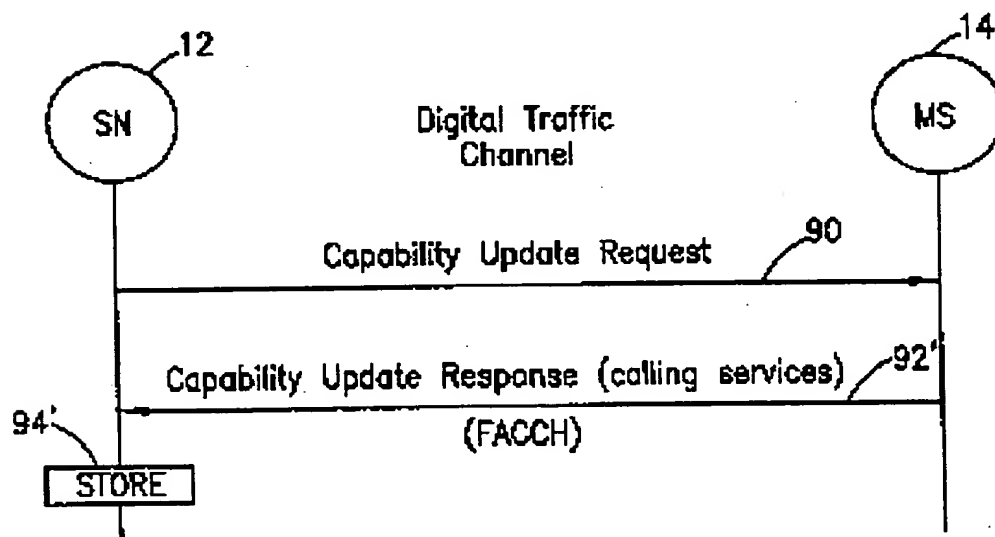 12
14
SN
MS
Digital Traffic
Channel
90
Capability Update Request
92'
Capability Update Response (calling services)
(FACCH)
94'
STORE